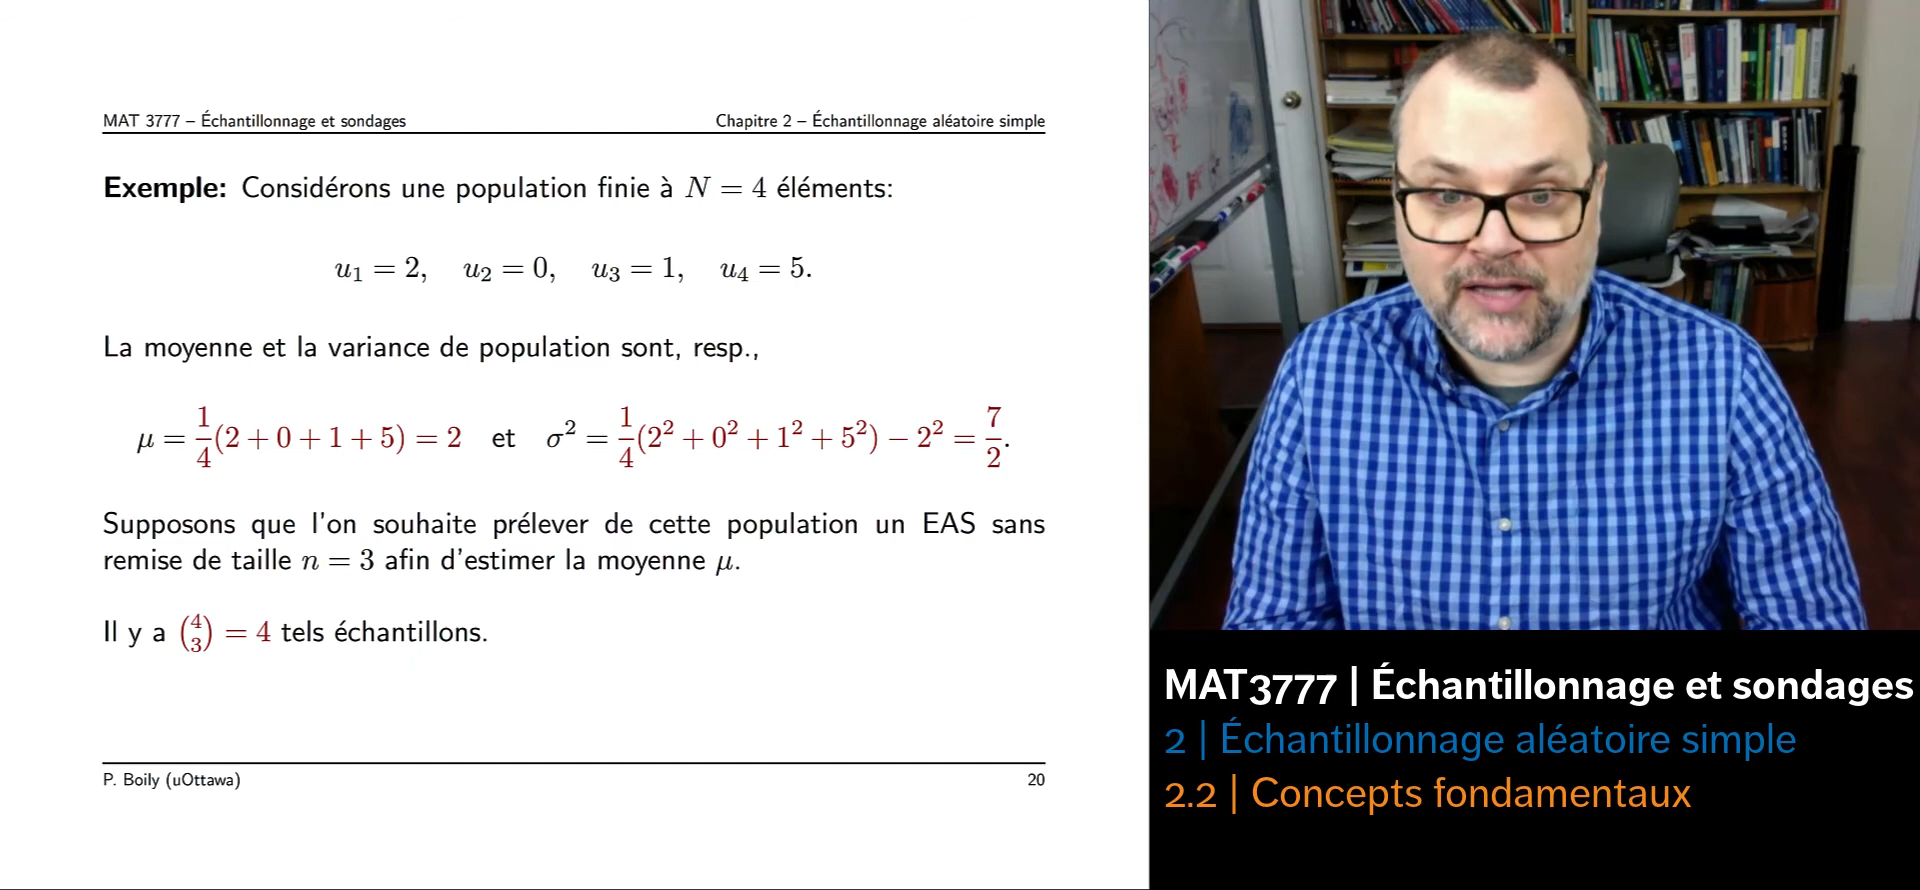 MAT 3777 – Échantillonnage et sondages
Chapitre 2 – Échantillonnage aléatoire simple
Exemple: Considérons une population finie à N = 4 éléments:
u₁ = 2, u₂ = 0, u₃ = 1, u₄ = 5.
La moyenne et la variance de population sont, resp.,
μ = 1/4(2 + 0 + 1 + 5) = 2 et σ² = 1/4(2² + 0² + 1² + 5²) − 2² = 7/2.
Supposons que l'on souhaite prélever de cette population un EAS sans
remise de taille n = 3 afin d'estimer la moyenne μ.
Il y a (4 3) = 4 tels échantillons.
P. Boily (uOttawa)
20
MAT3777 | Échantillonnage et sondages
2 | Échantillonnage aléatoire simple
2.2 | Concepts fondamentaux